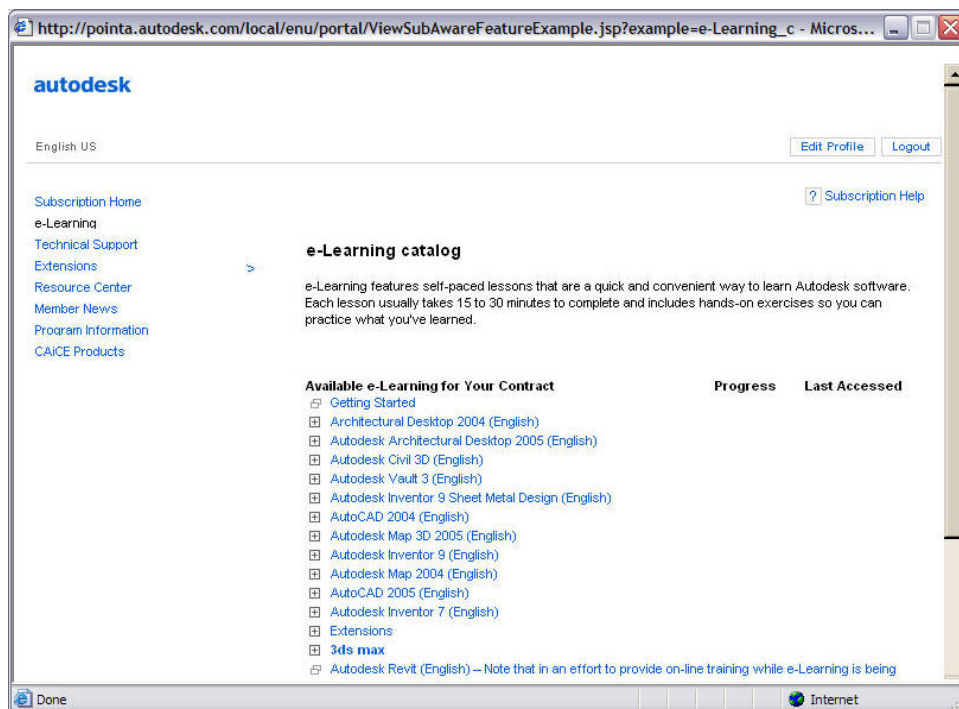 http://pointa.autodesk.com/local/enu/portal/ViewSubAwareFeatureExample.jsp?example=e-Learning_c - Micros...
autodesk
English US
Edit Profile
Logout
? Subscription Help
Subscription Home
e-Learning
Technical Support
Extensions >
Resource Center
Member News
Program Information
CAiCE Products
e-Learning catalog
e-Learning features self-paced lessons that are a quick and convenient way to learn Autodesk software.
Each lesson usually takes 15 to 30 minutes to complete and includes hands-on exercises so you can
practice what you've learned.
Available e-Learning for Your Contract Progress Last Accessed
Getting Started
Architectural Desktop 2004 (English)
Autodesk Architectural Desktop 2005 (English)
Autodesk Civil 3D (English)
Autodesk Vault 3 (English)
Autodesk Inventor 9 Sheet Metal Design (English)
AutoCAD 2004 (English)
Autodesk Map 3D 2005 (English)
Autodesk Inventor 9 (English)
Autodesk Map 2004 (English)
AutoCAD 2005 (English)
Autodesk Inventor 7 (English)
Extensions
3ds max
Autodesk Revit (English) -- Note that in an effort to provide on-line training while e-Learning is being
Done
Internet